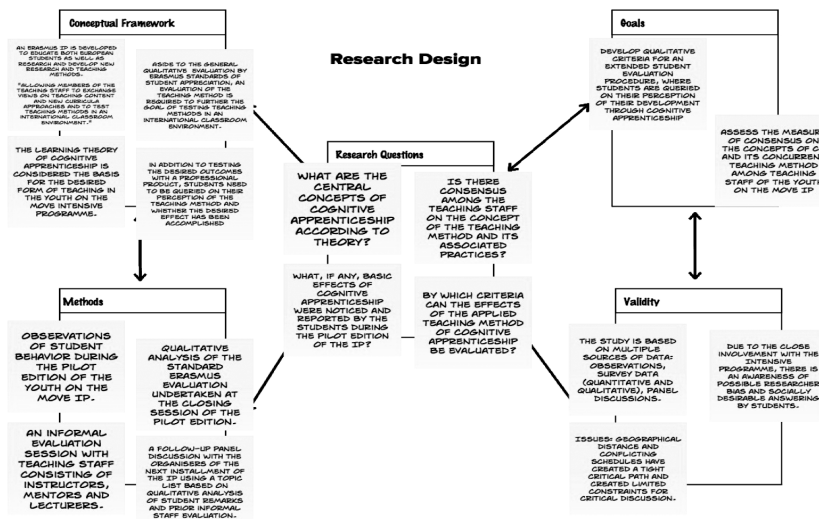 Conceptual Framework
AN ERASMUS IP IS DEVELOPED
TO EDUCATE BOTH EUROPEAN
STUDENTS AS WELL AS
RESEARCH AND DEVELOP NEW
RESEARCH AND TEACHING
METHODS.
"ALLOWING MEMBERS OF THE
TEACHING STAFF TO EXCHANGE
VIEWS ON TEACHING CONTENT
AND NEW CURRICULA
APPROACHES AND TO TEST
TEACHING METHODS IN AN
INTERNATIONAL CLASSROOM
ENVIRONMENT."
ASIDE TO THE GENERAL
QUALITATIVE EVALUATION BY
ERASMUS STANDARDS OF
STUDENT APPRECIATION, AN
EVALUATION OF THE
TEACHING METHOD IS
REQUIRED TO FURTHER THE
GOAL OF TESTING TEACHING
METHODS IN AN
INTERNATIONAL CLASSROOM
ENVIRONMENT.
THE LEARNING THEORY
OF COGNITIVE
APPRENTICESHIP IS
CONSIDERED THE BASIS
FOR THE DESIRED
FORM OF TEACHING IN
THE YOUTH ON THE
MOVE INTENSIVE
PROGRAMME.
IN ADDITION TO TESTING
THE DESIRED OUTCOMES
WITH A PROFESSIONAL
PRODUCT, STUDENTS NEED
TO BE QUERIED ON THEIR
PERCEPTION OF THE
TEACHING METHOD AND
WHETHER THE DESIRED
EFFECT HAS BEEN
ACCOMPLISHED
Research Design
Goals
DEVELOP QUALITATIVE
CRITERIA FOR AN
EXTENDED STUDENT
EVALUATION
PROCEDURE, WHERE
STUDENTS ARE QUERIED
ON THEIR PERCEPTION
OF THEIR DEVELOPMENT
THROUGH COGNITIVE
APPRENTICESHIP
ASSESS THE MEASURE
OF CONSENSUS ON
THE CONCEPTS OF C
AND ITS CONCURREN
TEACHING METHOD
AMONG TEACHING
STAFF OF THE YOUTH
ON THE MOVE IP
Research Questions
WHAT ARE THE
CENTRAL
CONCEPTS OF
COGNITIVE
APPRENTICESHIP
ACCORDING TO
THEORY?
IS THERE
CONSENSUS
AMONG THE
TEACHING STAFF
ON THE CONCEPT
OF THE TEACHING
METHOD AND ITS
ASSOCIATED
PRACTICES?
WHAT, IF ANY, BASIC
EFFECTS OF
COGNITIVE
APPRENTICESHIP
WERE NOTICED AND
REPORTED BY THE
STUDENTS DURING
THE PILOT EDITION
OF THE IP?
BY WHICH CRITERIA
CAN THE EFFECTS
OF THE APPLIED
TEACHING METHOD
OF COGNITIVE
APPRENTICESHIP
BE EVALUATED?
Methods
OBSERVATIONS
OF STUDENT
BEHAVIOR DURING
THE PILOT
EDITION OF THE
YOUTH ON THE
MOVE IP.
QUALITATIVE
ANALYSIS OF THE
STANDARD
ERASMUS
EVALUATION
UNDERTAKEN AT
THE CLOSING
SESSION OF THE
PILOT EDITION.
AN INFORMAL
EVALUATION
SESSION WITH
TEACHING STAFF
CONSISTING OF
INSTRUCTORS,
MENTORS AND
LECTURERS.
A FOLLOW-UP PANEL
DISCUSSION WITH THE
ORGANISERS OF THE
NEXT INSTALLMENT OF
THE IP USING A TOPIC
LIST BASED ON
QUALITATIVE ANALYSIS
OF STUDENT REMARKS
AND PRIOR INFORMAL
STAFF EVALUATION.
Validity
THE STUDY IS BASED
ON MULTIPLE
SOURCES OF DATA:
OBSERVATIONS,
SURVEY DATA
(QUANTITATIVE AND
QUALITATIVE), PANEL
DISCUSSIONS.
DUE TO THE CLOSE
INVOLVEMENT WITH THE
INTENSIVE
PROGRAMME, THERE IS
AN AWARENESS OF
POSSIBLE RESEARCHER
BIAS AND SOCIALLY
DESIRABLE ANSWERING
BY STUDENTS.
ISSUES: GEOGRAPHICAL
DISTANCE AND
CONFLICTING
SCHEDULES HAVE
CREATED A TIGHT
CRITICAL PATH AND
CREATED LIMITED
CONSTRAINTS FOR
CRITICAL DISCUSSION.